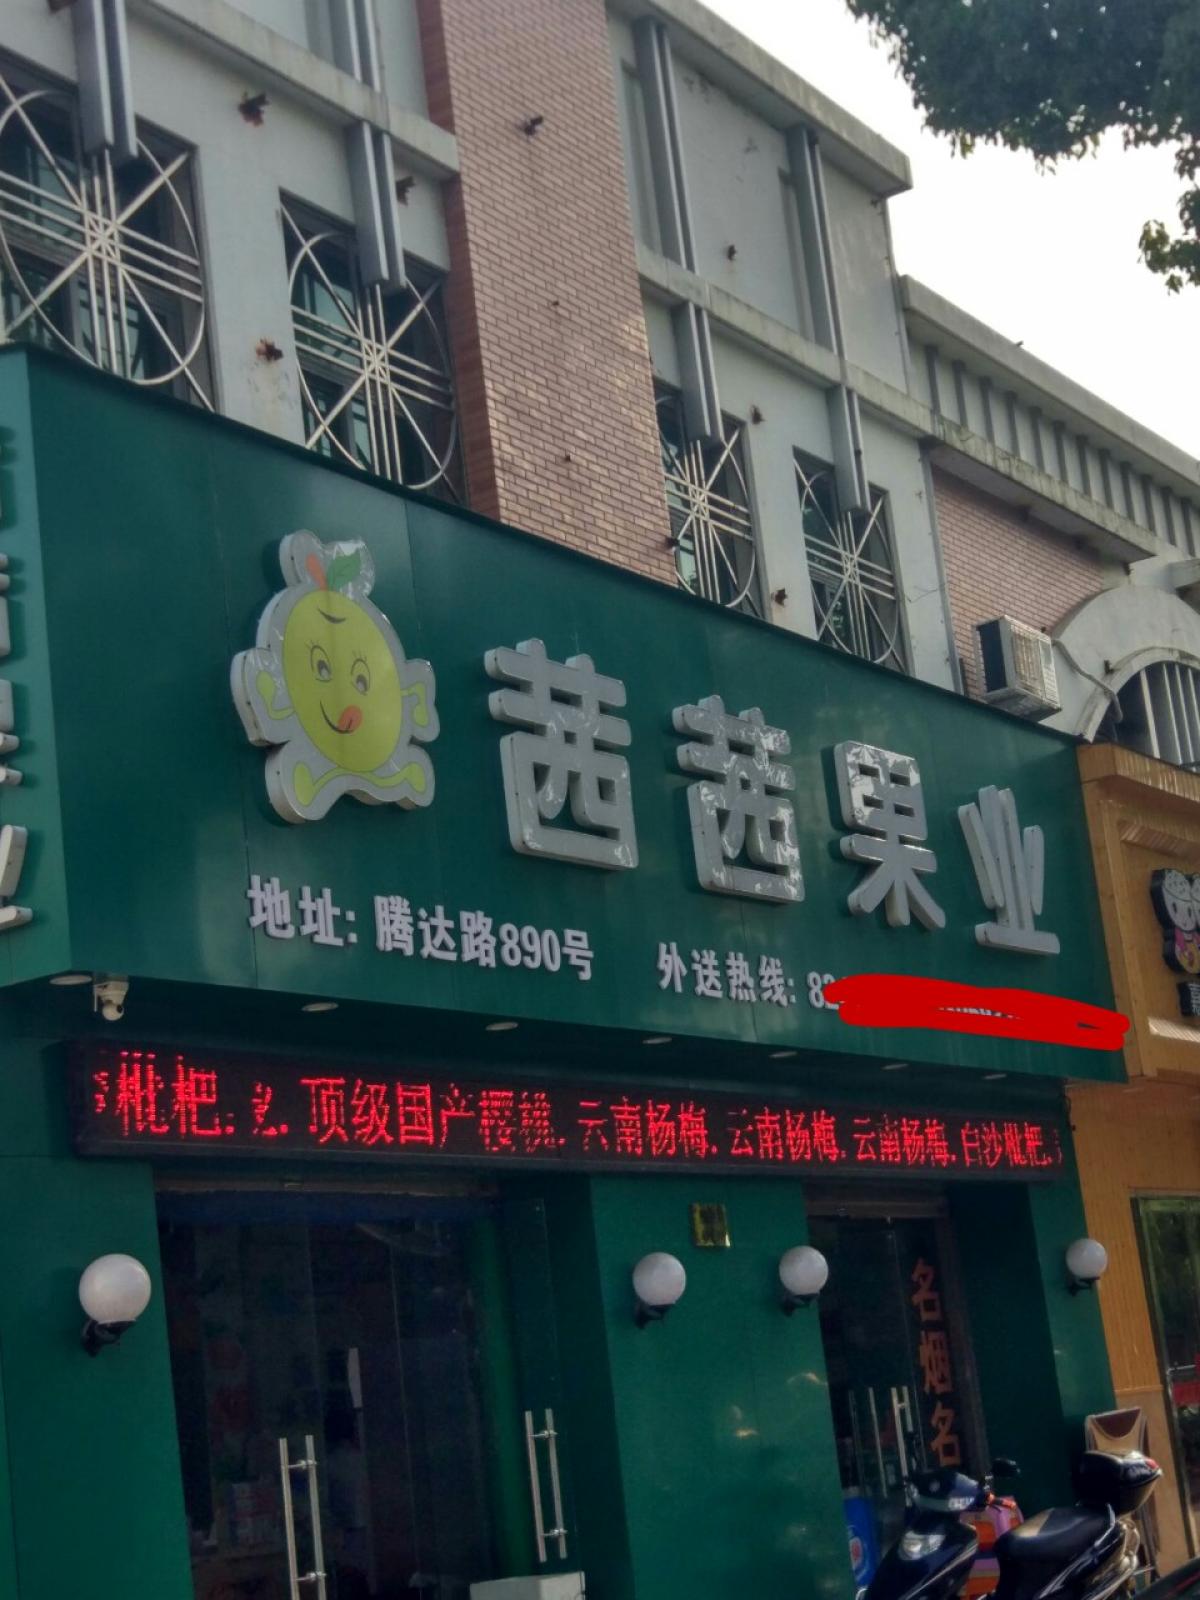 茜茜果业
地址: 腾达路890号
外送热线: 82
枇杷. 顶级国产樱桃. 云南杨梅. 云南杨梅. 云南杨梅. 白沙枇杷.
名烟名